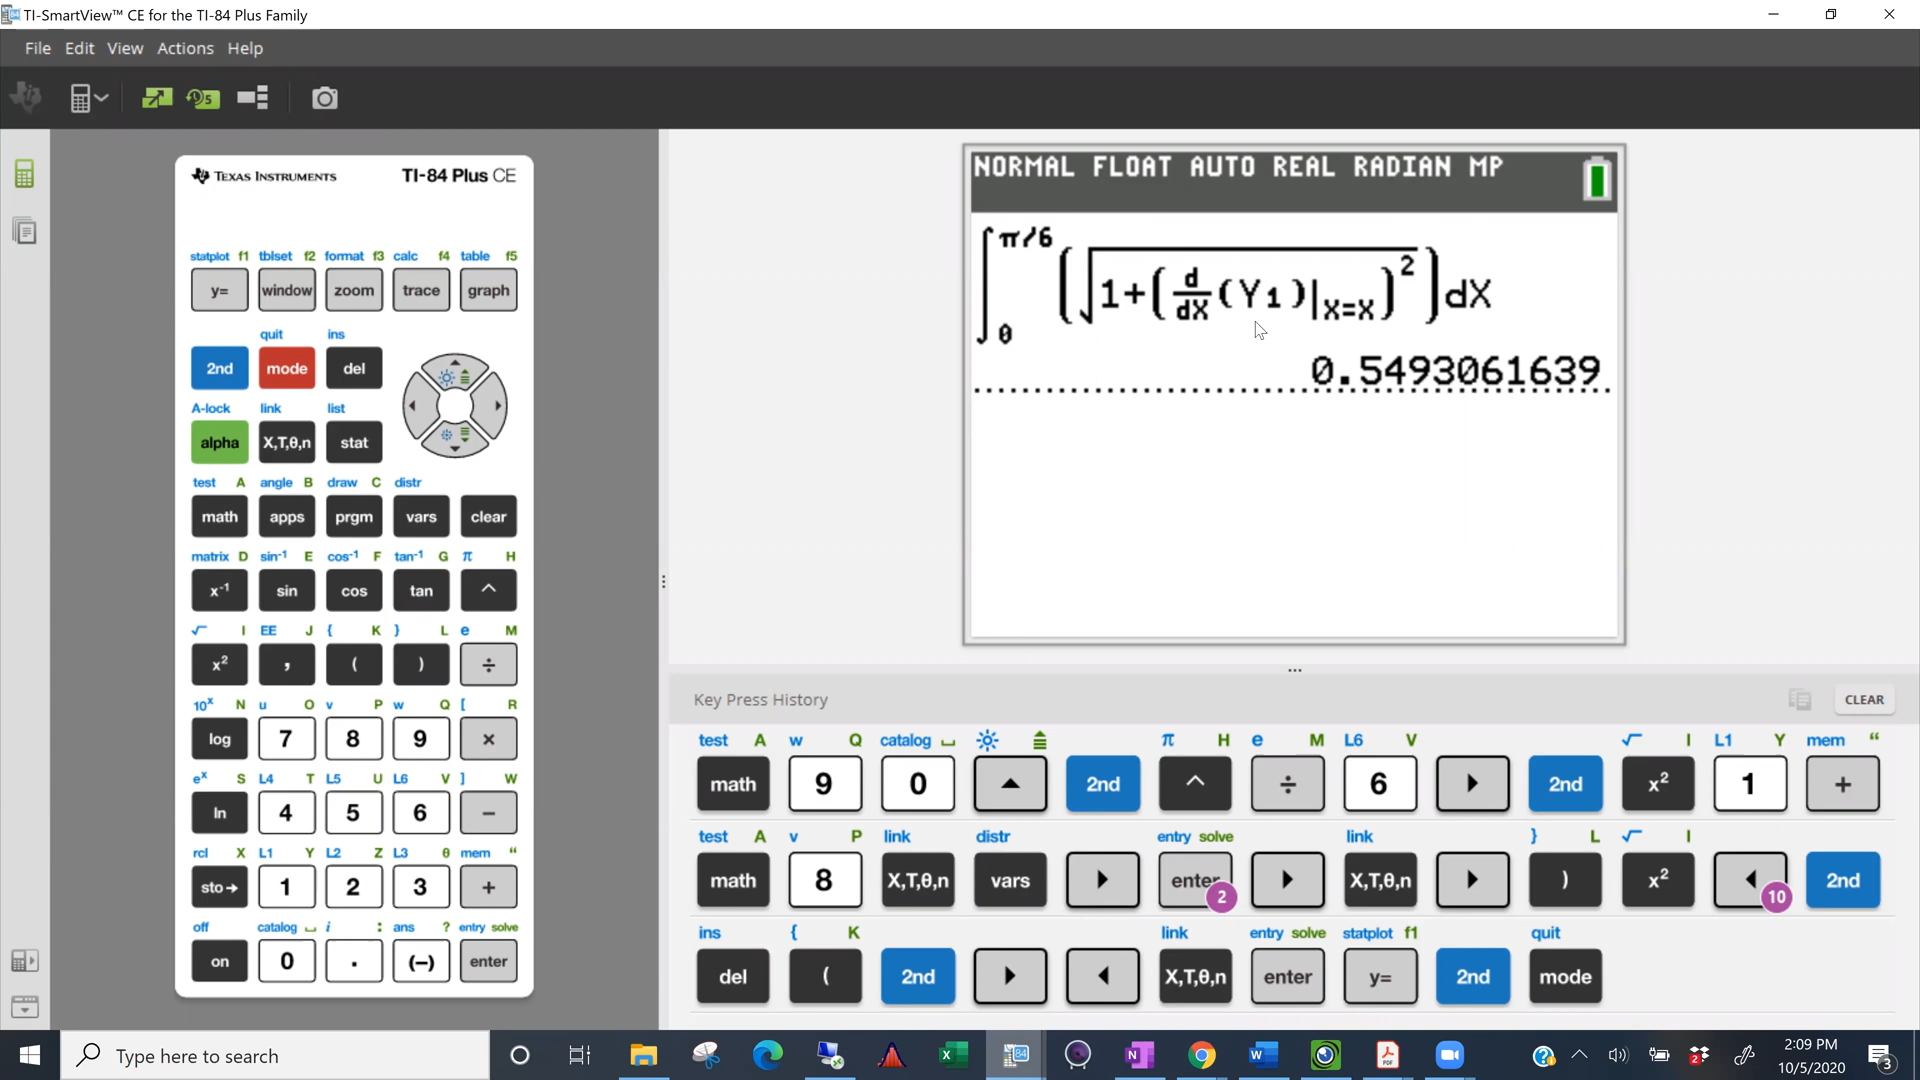 TI-SmartView™ CE for the TI-84 Plus Family
File Edit View Actions Help
TEXAS INSTRUMENTS TI-84 Plus CE
statplot f1 tblset f2 format f3 calc f4 table f5
y= window zoom trace graph
quit ins
2nd mode del
A-lock link list
alpha X,T,θ,n stat
test A angle B draw C distr
math apps prgm vars clear
matrix D sin⁻¹ E cos⁻¹ F tan⁻¹ G π H
x⁻¹ sin cos tan ^
√ I EE J { K } L e M
x² , ( ) ÷
10ˣ N u O v P w Q [ R
log 7 8 9 ×
eˣ S L4 T L5 U L6 V ] W
ln 4 5 6 −
rcl X L1 Y L2 Z L3 θ mem “
sto→ 1 2 3 +
off catalog ⎵ i : ans ? entry solve
on 0 . (−) enter
NORMAL FLOAT AUTO REAL RADIAN MP
∫₀^π/6 (√1+(d/dX(Y₁)|X=X)²)dX
0.5493061639
Key Press History CLEAR
test A w Q catalog ⎵ π H e M L6 V √ I L1 Y mem “
math 9 0 2nd ^ ÷ 6 2nd x² 1 +
test A v P link distr entry solve link } L √ I
math 8 X,T,θ,n vars enter 2 X,T,θ,n ) x² 10 2nd
ins { K link entry solve statplot f1 quit
del ( 2nd X,T,θ,n enter y= 2nd mode
Type here to search
84
2:09 PM
10/5/2020
3